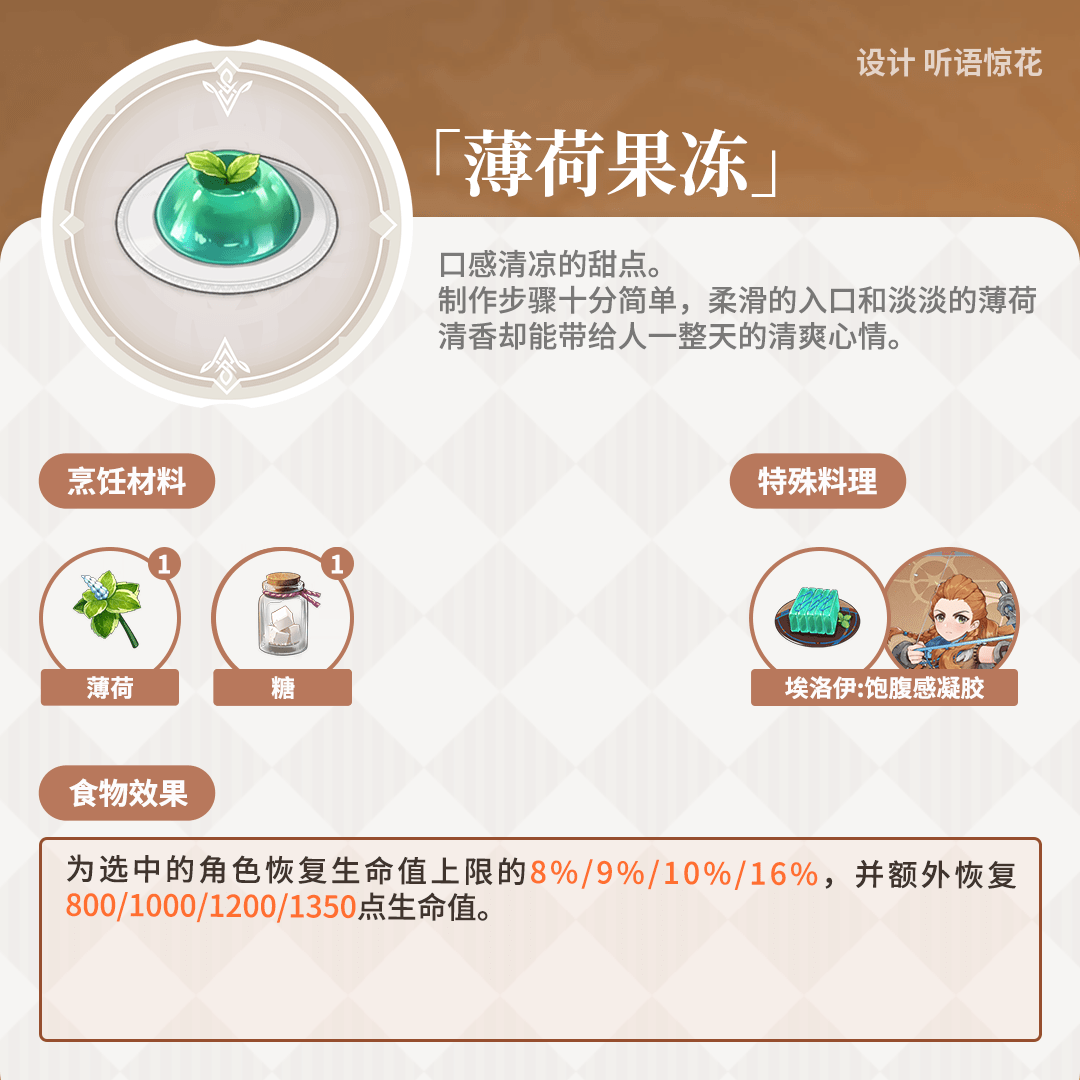 设计 听语惊花
「薄荷果冻」
口感清凉的甜点。
制作步骤十分简单，柔滑的入口和淡淡的薄荷
清香却能带给人一整天的清爽心情。
烹饪材料
特殊料理
1
1
薄荷
糖
埃洛伊:饱腹感凝胶
食物效果
为选中的角色恢复生命值上限的8%/9%/10%/16%，并额外恢复
800/1000/1200/1350点生命值。